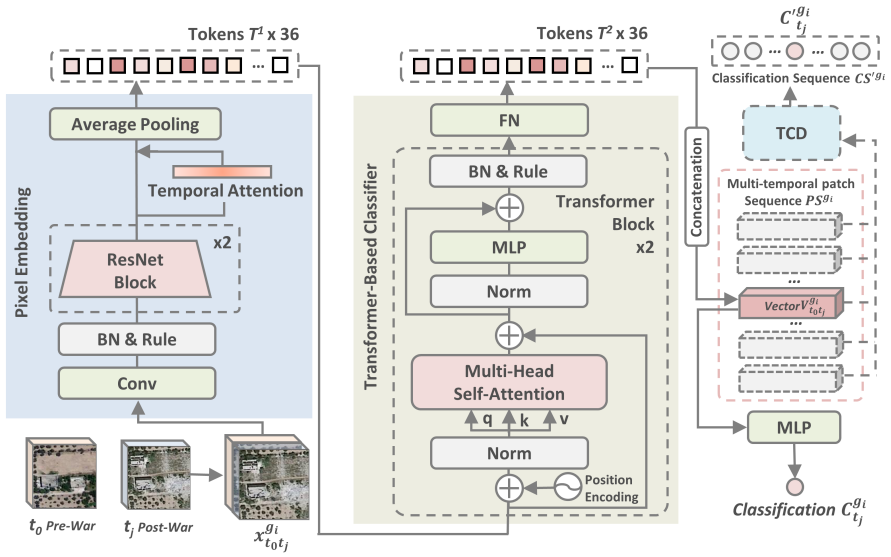 Tokens T¹ x 36
Average Pooling
Temporal Attention
x2
ResNet
Block
BN & Rule
Conv
Pixel Embedding
t₀ Pre-War
tⱼ Post-War
x^{gᵢ}_{t₀tⱼ}
Tokens T² x 36
FN
BN & Rule
Transformer
Block
x2
MLP
Norm
Multi-Head
Self-Attention
q k v
Norm
Position
Encoding
Transformer-Based Classifier
Concatenation
C'^{gᵢ}_{tⱼ}
Classification Sequence CS'^{gᵢ}
TCD
Multi-temporal patch
Sequence PS^{gᵢ}
...
VectorV^{gᵢ}_{t₀tⱼ}
...
MLP
Classification C^{gᵢ}_{tⱼ}